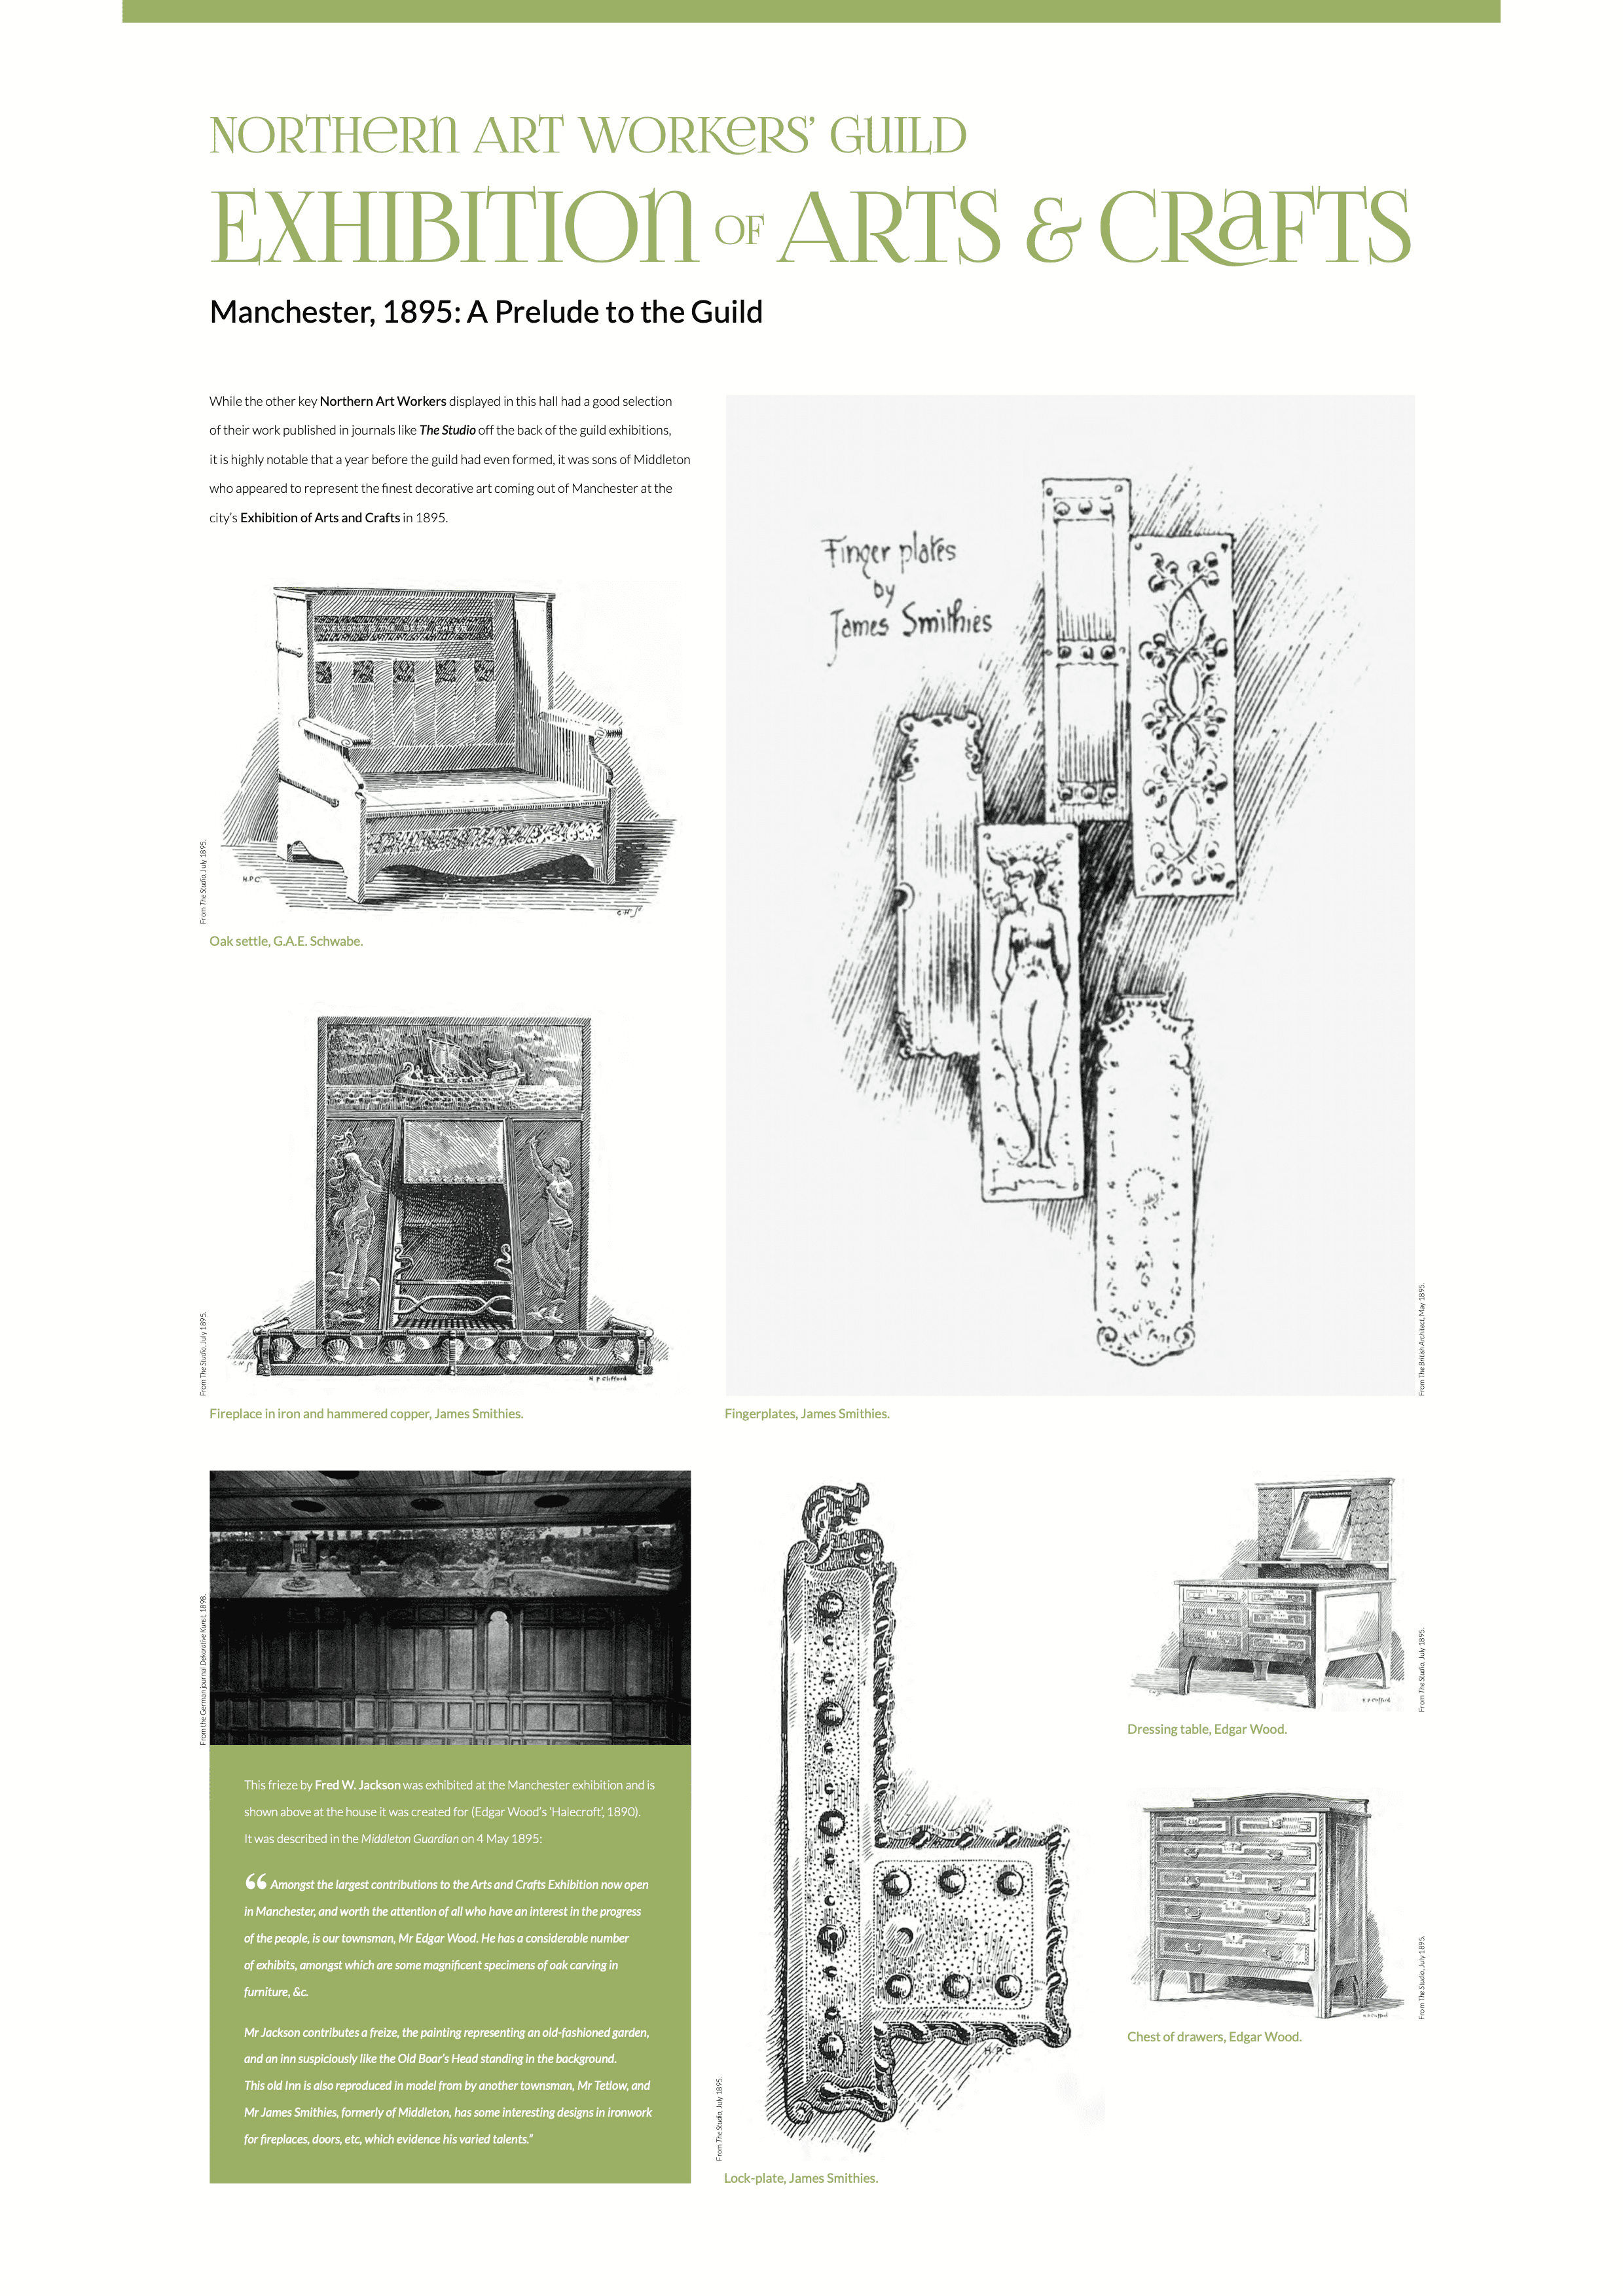 NORTHERN ART WORKERS' GUILD
EXHIBITION OF ARTS & CRAFTS
Manchester, 1895: A Prelude to the Guild
While the other key Northern Art Workers displayed in this hall had a good selection
of their work published in journals like The Studio off the back of the guild exhibitions,
it is highly notable that a year before the guild had even formed, it was sons of Middleton
who appeared to represent the finest decorative art coming out of Manchester at the
city's Exhibition of Arts and Crafts in 1895.
WELCOME IS THE BEST CHEER
H.P.C.
From The Studio, July 1895.
Oak settle, G.A.E. Schwabe.
H P Clifford
From The Studio, July 1895.
Fireplace in iron and hammered copper, James Smithies.
Finger plates
by
James Smithies
From The British Architect, May 1895.
Fingerplates, James Smithies.
From the German journal Dekorative Kunst, 1898.
This frieze by Fred W. Jackson was exhibited at the Manchester exhibition and is
shown above at the house it was created for (Edgar Wood's 'Halecroft', 1890).
It was described in the Middleton Guardian on 4 May 1895:
“ Amongst the largest contributions to the Arts and Crafts Exhibition now open
in Manchester, and worth the attention of all who have an interest in the progress
of the people, is our townsman, Mr Edgar Wood. He has a considerable number
of exhibits, amongst which are some magnificent specimens of oak carving in
furniture, &c.
Mr Jackson contributes a freize, the painting representing an old-fashioned garden,
and an inn suspiciously like the Old Boar's Head standing in the background.
This old Inn is also reproduced in model from by another townsman, Mr Tetlow, and
Mr James Smithies, formerly of Middleton, has some interesting designs in ironwork
for fireplaces, doors, etc, which evidence his varied talents.”
H.P.C.
From The Studio, July 1895.
Lock-plate, James Smithies.
From The Studio, July 1895.
Dressing table, Edgar Wood.
From The Studio, July 1895.
Chest of drawers, Edgar Wood.